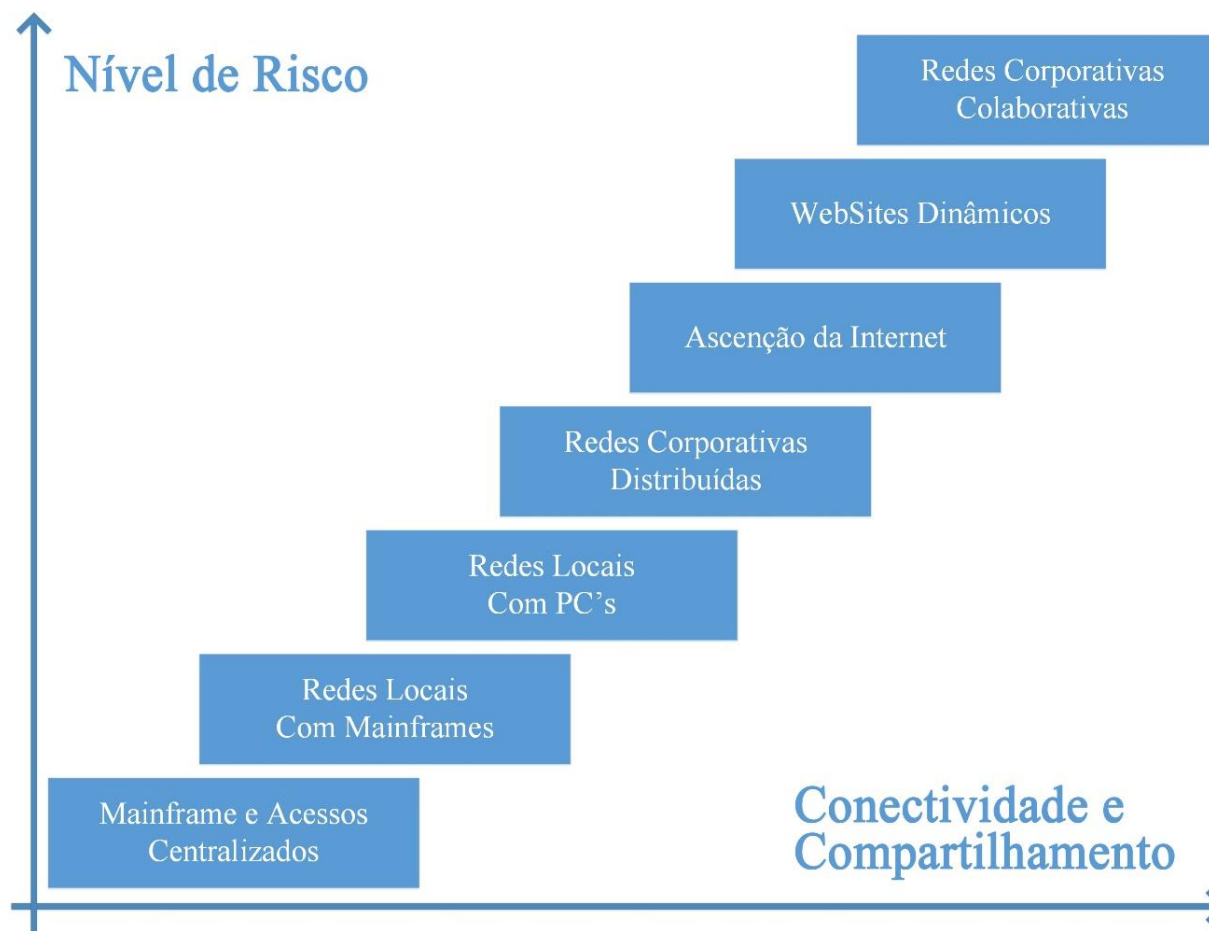 Nível de Risco
Redes Corporativas
Colaborativas
WebSites Dinâmicos
Ascenção da Internet
Redes Corporativas
Distribuídas
Redes Locais
Com PC’s
Redes Locais
Com Mainframes
Mainframe e Acessos
Centralizados
Conectividade e
Compartilhamento